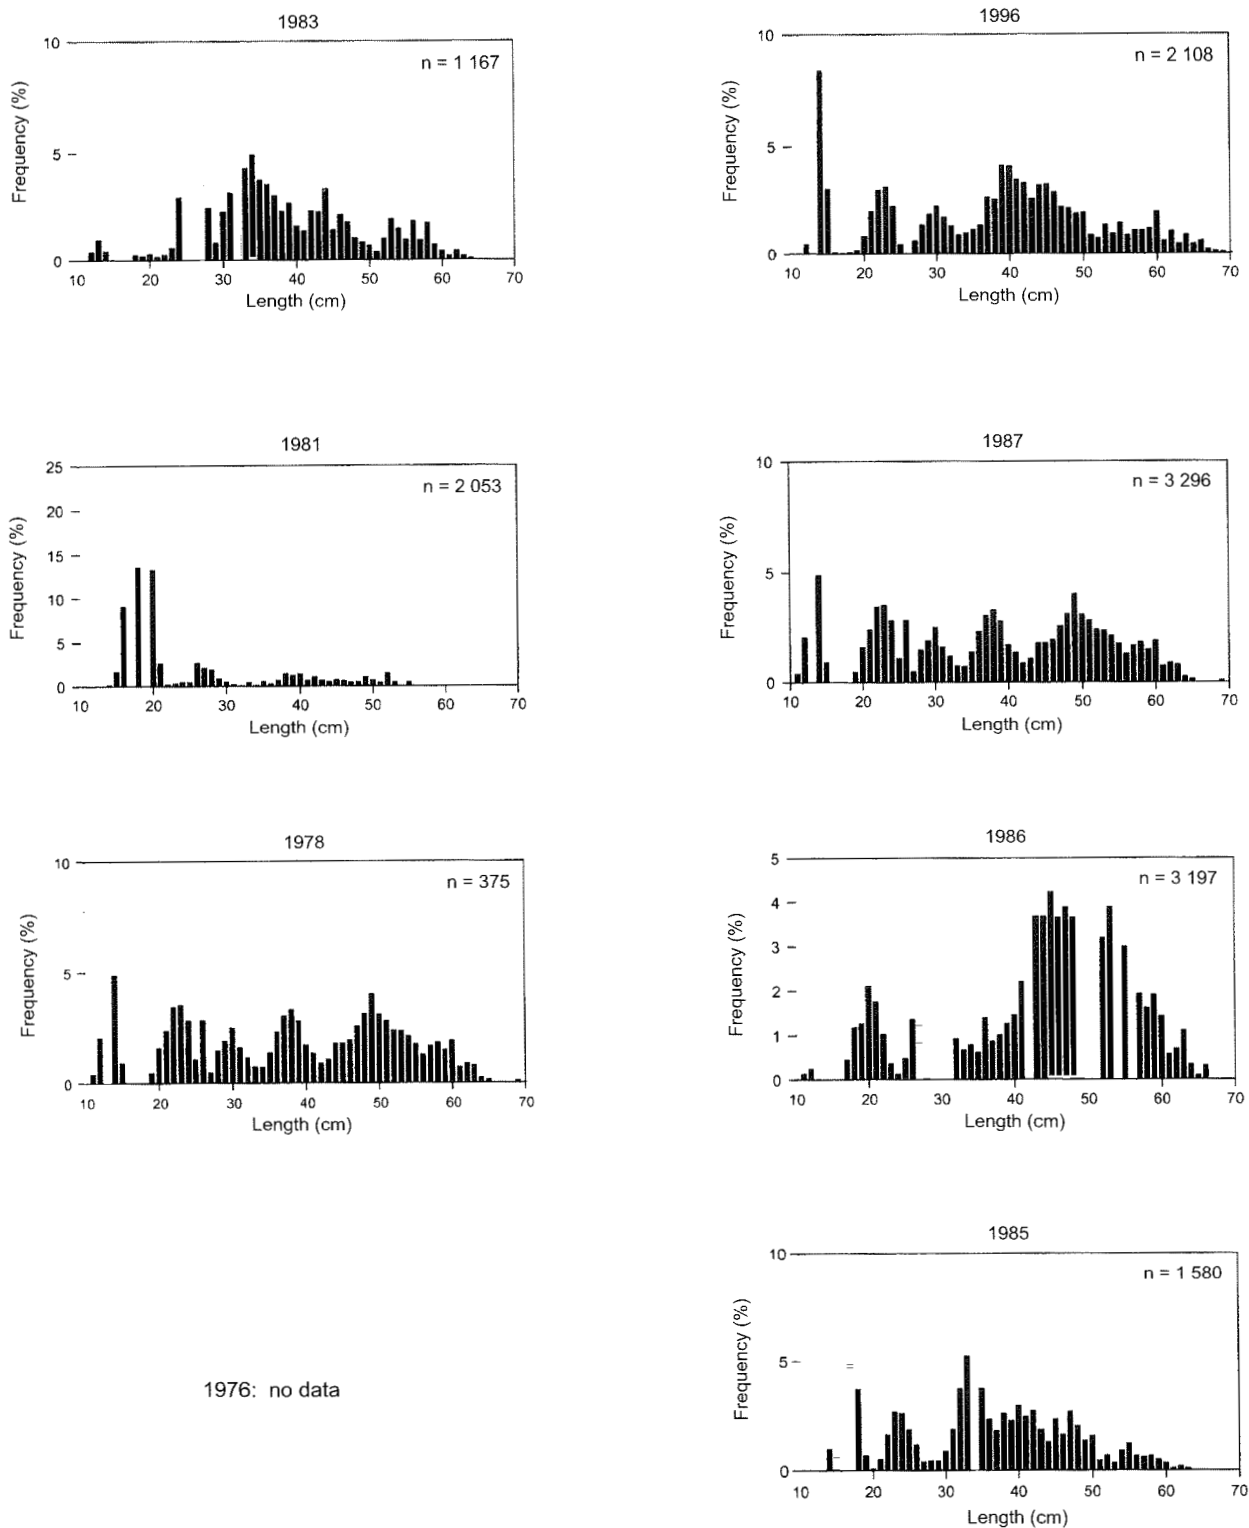 1983
10
n = 1 167
5
0
Frequency (%)
10 20 30 40 50 60 70
Length (cm)
1996
10
n = 2 108
5
0
Frequency (%)
10 20 30 40 50 60 70
Length (cm)
1981
25
n = 2 053
20
15
10
5
0
Frequency (%)
10 20 30 40 50 60 70
Length (cm)
1987
10
n = 3 296
5
0
Frequency (%)
10 20 30 40 50 60 70
Length (cm)
1978
10
n = 375
5
0
Frequency (%)
10 20 30 40 50 60 70
Length (cm)
1986
5
n = 3 197
4
3
2
1
0
Frequency (%)
10 20 30 40 50 60 70
Length (cm)
1976: no data
1985
10
n = 1 580
5
0
Frequency (%)
10 20 30 40 50 60 70
Length (cm)